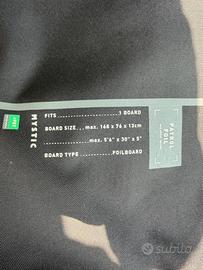 FITS 1 BOARD
BOARD SIZE max. 168 x 76 x 13cm
max. 5'6" x 30" x 5"
BOARD TYPE FOILBOARD
MYSTIC
PATROL
FOIL
subito